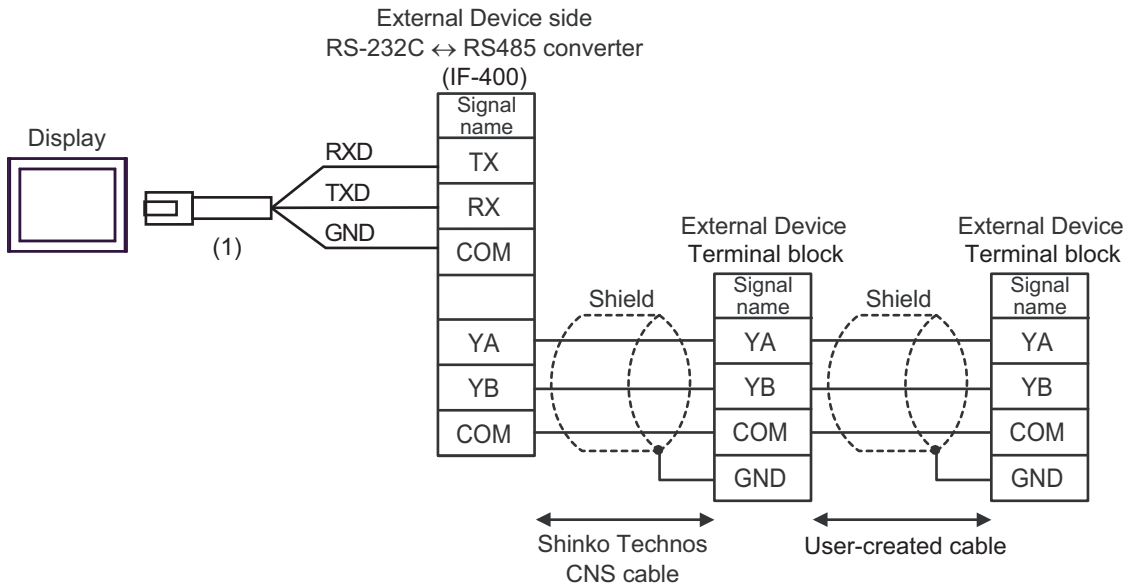 External Device side
RS-232C ↔ RS485 converter
(IF-400)
Signal
name
Display
RXD
TX
TXD
RX
GND
COM
(1)
External Device
Terminal block
External Device
Terminal block
Shield
Signal
name
Shield
Signal
name
YA
YA
YA
YB
YB
YB
COM
COM
COM
GND
GND
Shinko Technos
CNS cable
User-created cable